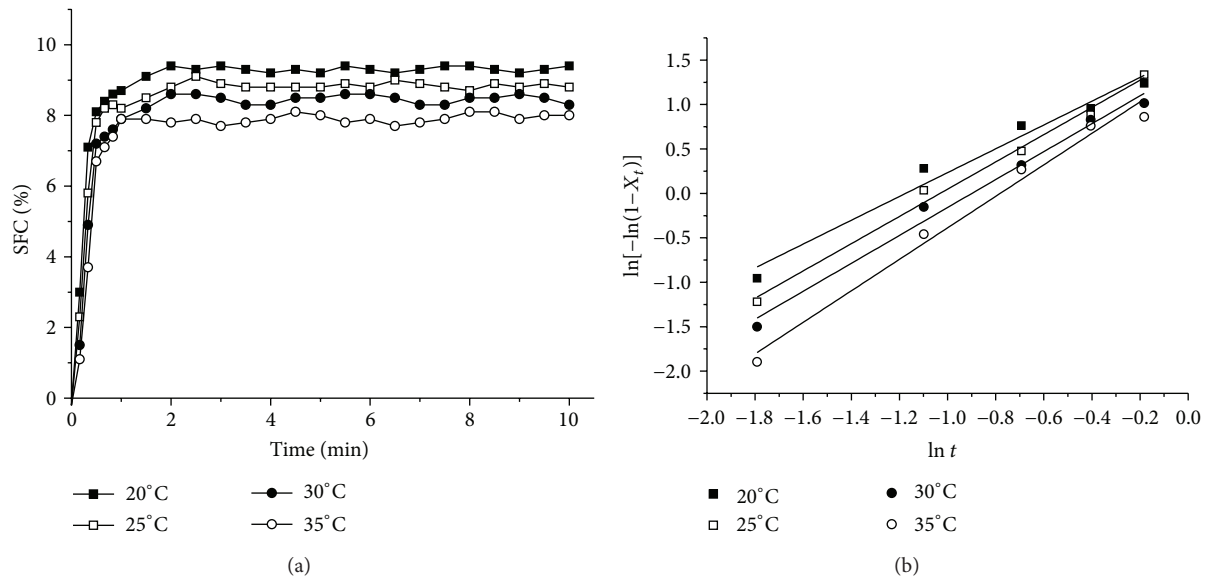 10
8
6
4
2
0
SFC (%)
0 2 4 6 8 10
Time (min)
20°C 30°C
25°C 35°C
(a)
1.5
1.0
0.5
0.0
−0.5
−1.0
−1.5
−2.0
ln[−ln(1−Xt)]
−2.0 −1.8 −1.6 −1.4 −1.2 −1.0 −0.8 −0.6 −0.4 −0.2 0.0
ln t
20°C 30°C
25°C 35°C
(b)